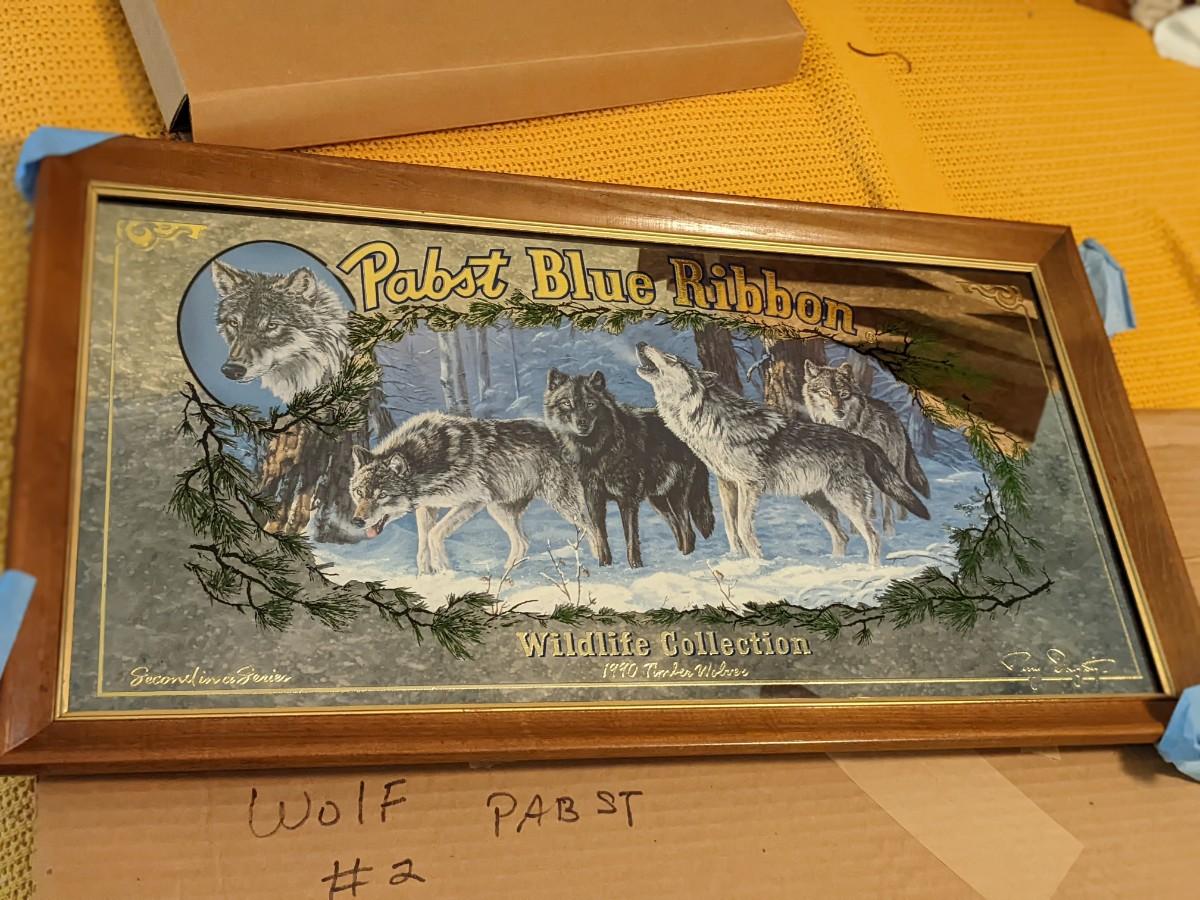 Pabst Blue Ribbon
Wildlife Collection
Second in a Series
1990 Timber Wolves
WolF PABST
#2